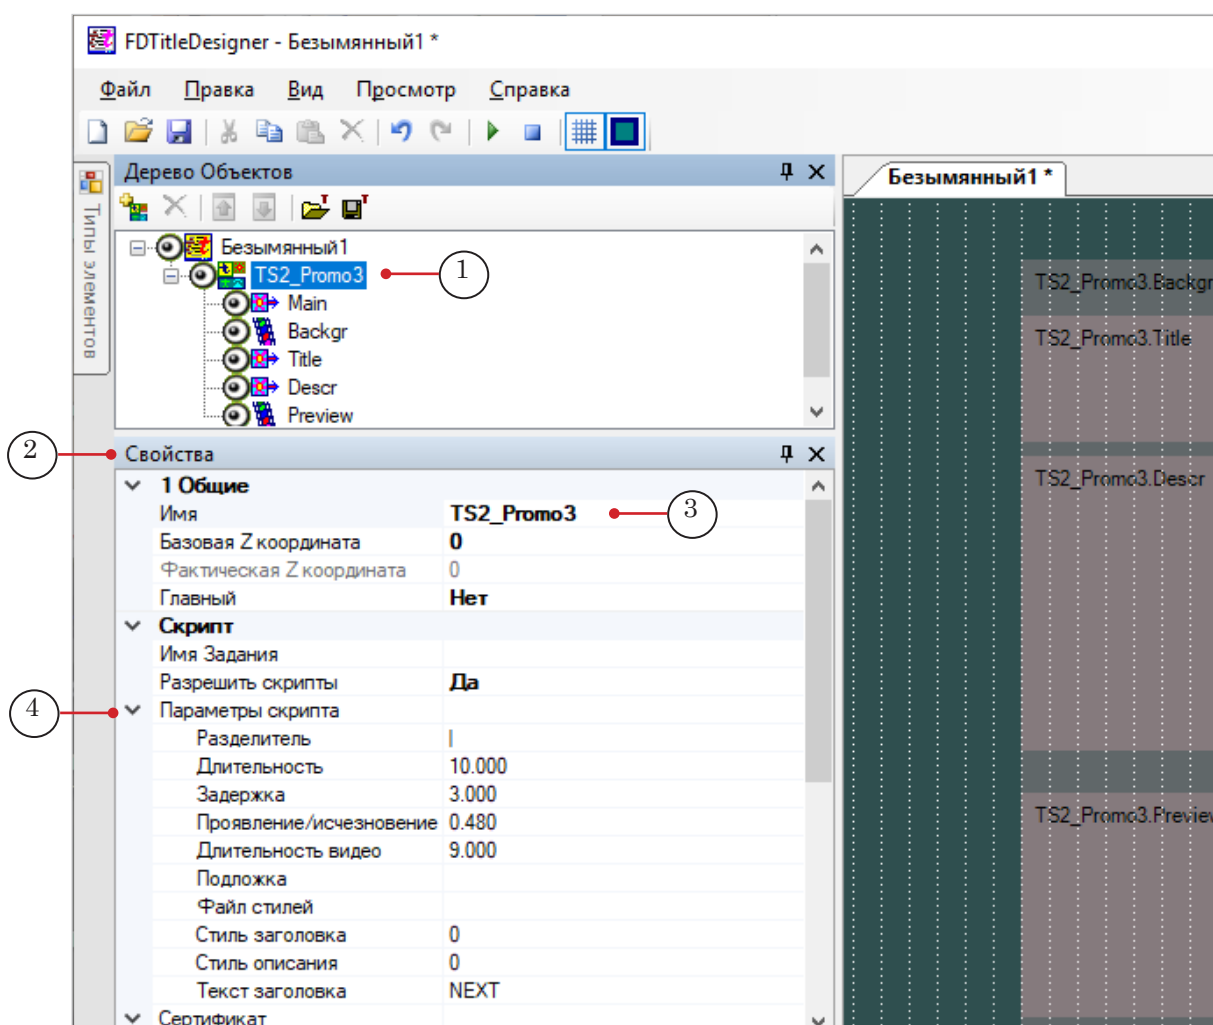 FDTitleDesigner - Безымянный1 *
Файл Правка Вид Просмотр Справка
Дерево Объектов
Безымянный1 *
Типы элементов
Безымянный1
TS2_Promo3
1
Main
Backgr
Title
Descr
Preview
2
Свойства
1 Общие
Имя TS2_Promo3
3
Базовая Z координата 0
Фактическая Z координата 0
Главный Нет
Скрипт
Имя Задания
Разрешить скрипты Да
4
Параметры скрипта
Разделитель |
Длительность 10.000
Задержка 3.000
Проявление/исчезновение 0.480
Длительность видео 9.000
Подложка
Файл стилей
Стиль заголовка 0
Стиль описания 0
Текст заголовка NEXT
Сертификат
TS2_Promo3.Backgr
TS2_Promo3.Title
TS2_Promo3.Descr
TS2_Promo3.Preview